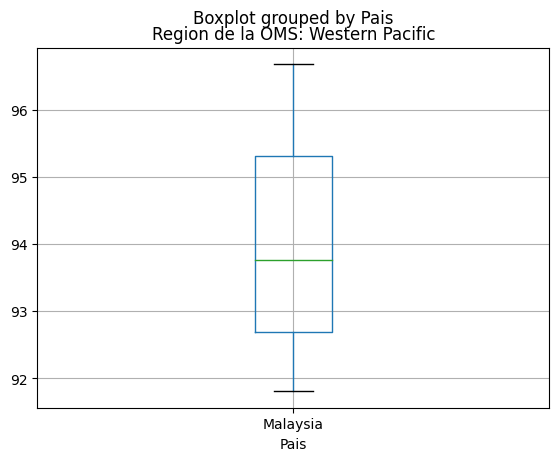 Boxplot grouped by Pais
Region de la OMS: Western Pacific
96
95
94
93
92
Malaysia
Pais